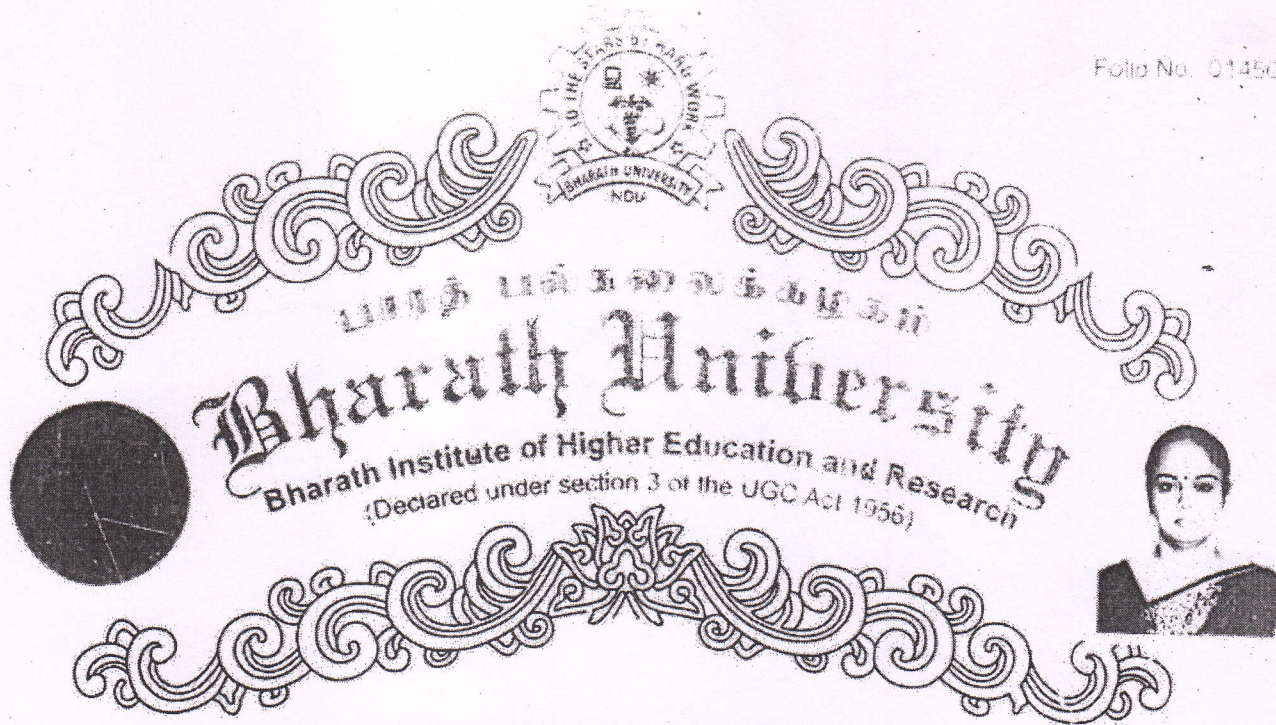 Folio No. 01456
TO THE STARS BY HARD WORK
BHARATH UNIVERSITY
பாரத் பல்கலைக்கழகம்
Bharath University
Bharath Institute of Higher Education and Research
(Declared under section 3 of the UGC Act 1956)